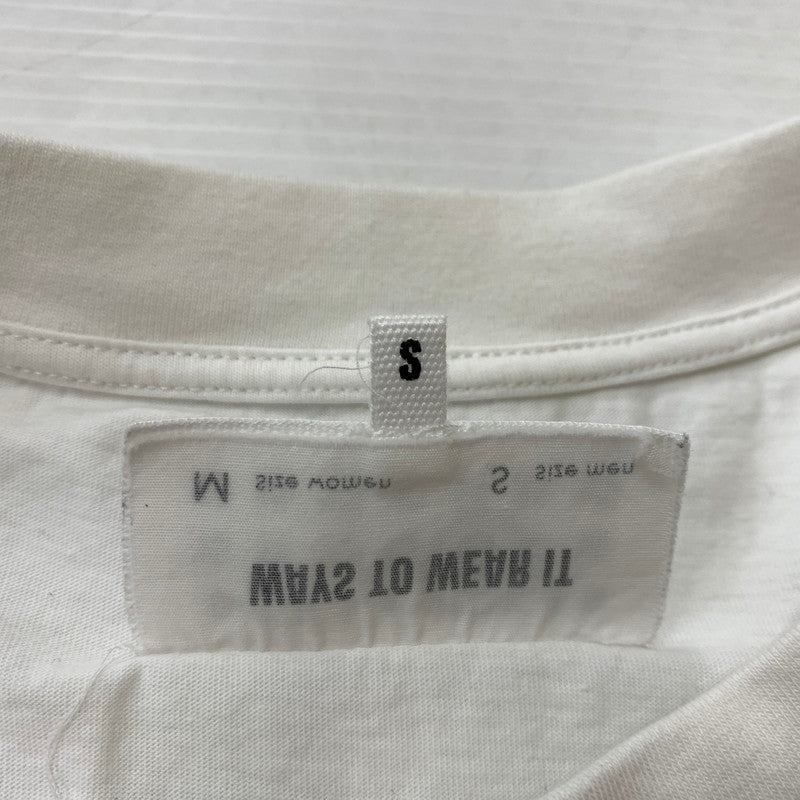 S
M Size women S Size men
WAYS TO WEAR IT